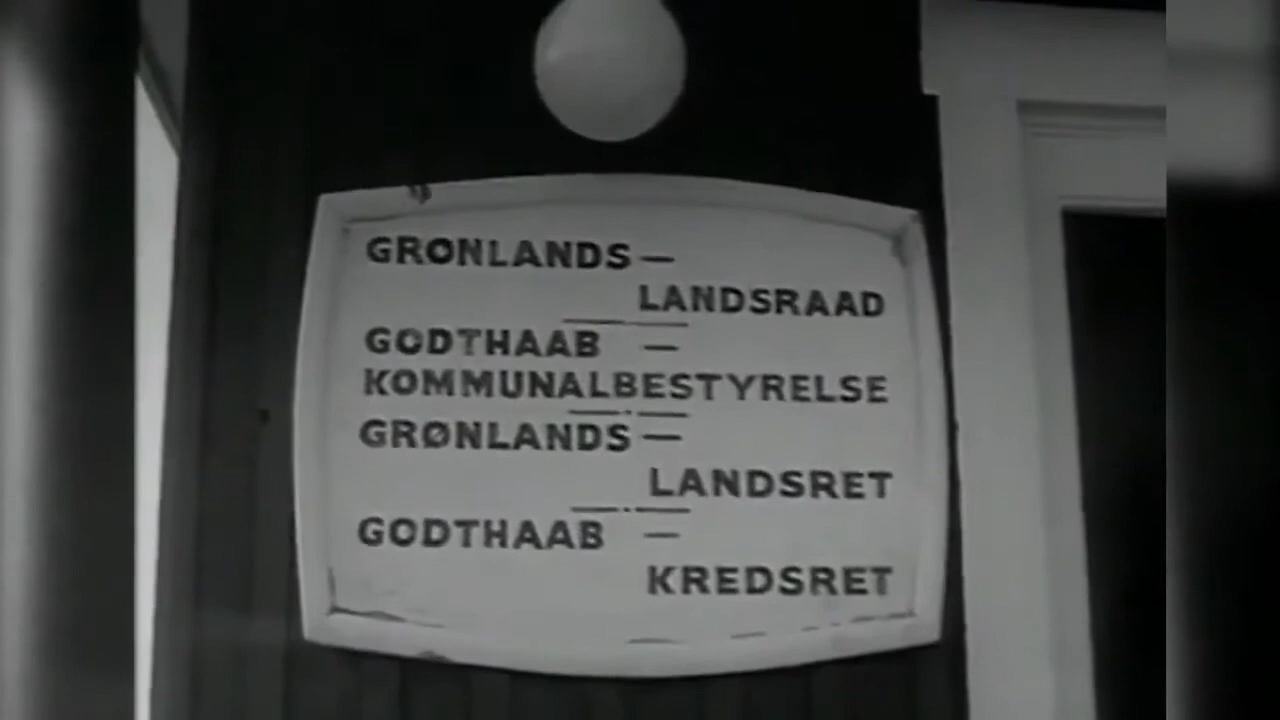 GRØNLANDS—
LANDSRAAD
GODTHAAB —
KOMMUNALBESTYRELSE
GRØNLANDS—
LANDSRET
GODTHAAB —
KREDSRET